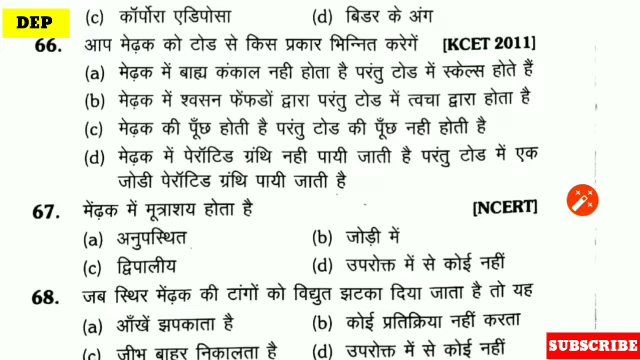 DEP
(c) कॉर्पोरा एडिपोसा (d) बिडर के अंग
66. आप मेढ़क को टोड से किस प्रकार भिन्नित करेगें [KCET 2011]
(a) मेढ़क में बाह्य कंकाल नही होता है परंतु टोड में स्केल्स होते हैं
(b) मेढ़क में श्वसन फेंफडों द्वारा परंतु टोड में त्वचा द्वारा होता है
(c) मेढ़क की पूँछ होती है परंतु टोड की पूँछ नही होती है
(d) मेढ़क में पेरॉटिड ग्रंथि नही पायी जाती है परंतु टोड में एक
जोडी पेरॉटिड ग्रंथि पायी जाती है
67. मेंढ़क में मूत्राशय होता है [NCERT]
(a) अनुपस्थित (b) जोड़ी में
(c) द्विपालीय (d) उपरोक्त में से कोई नहीं
68. जब स्थिर मेंढ़क की टांगों को विद्युत झटका दिया जाता है तो यह
(a) आँखें झपकाता है (b) कोई प्रतिक्रिया नहीं करता
(c) जीभ बाहर निकालता है (d) उपरोक्त में से कोई नहीं
SUBSCRIBE